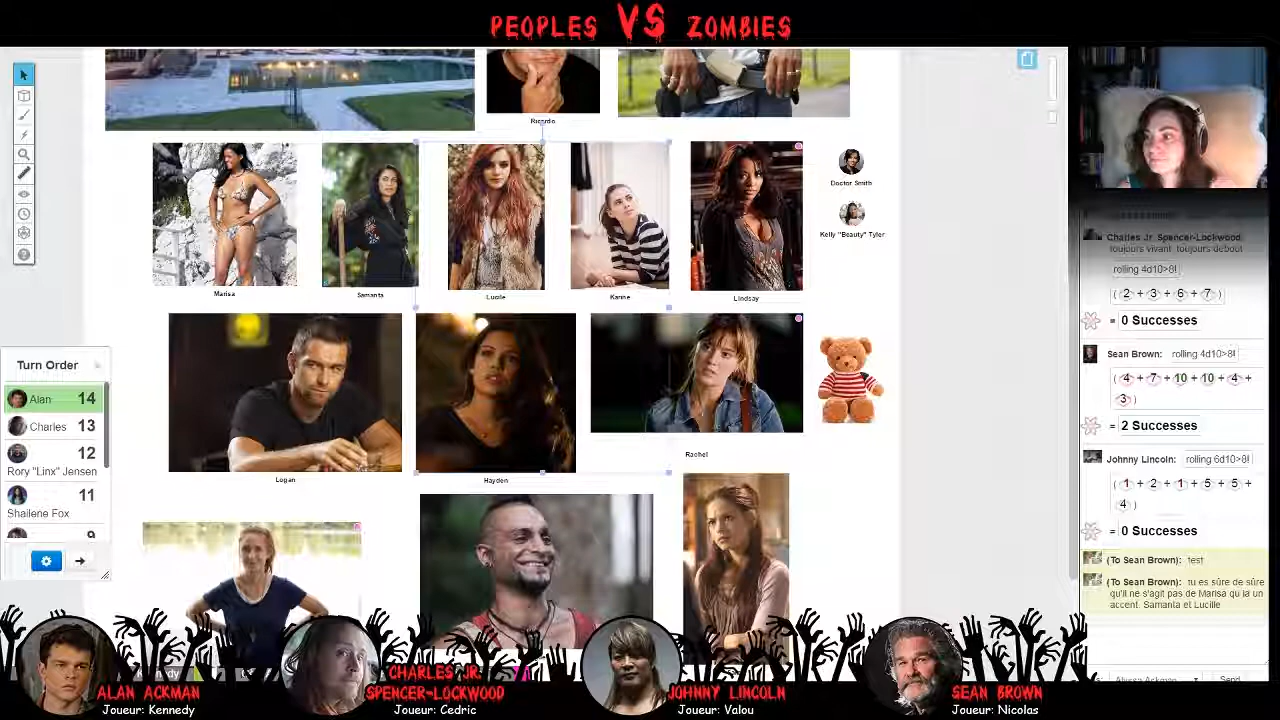 PEOPLES VS ZOMBIES
Ricardo
Doctor Smith
Kelly "Beauty" Tyler
Marisa
Samanta
Lucile
Karine
Lindsay
Rachel
Logan
Hayden
Turn Order
Alan 14
Charles 13
12
Rory "Linx" Jensen
11
Shailene Fox
9
Charles Jr Spencer-Lockwood
toujours vivant, toujours debout
rolling 4d10>8!
( 2 + 3 + 6 + 7 )
= 0 Successes
Sean Brown: rolling 4d10>8!
( 4 + 7 + 10 + 10 + 4 +
3 )
= 2 Successes
Johnny Lincoln: rolling 6d10>8!
( 1 + 2 + 1 + 5 + 5 +
4 )
= 0 Successes
(To Sean Brown): test
(To Sean Brown): tu es sûre de sûre
qu'il ne s'agit pas de Marisa qu ia un
accent. Samanta et Lucille
Alyssa Ackman
Send
ALAN ACKMAN
Joueur: Kennedy
CHARLES JR.
SPENCER-LOCKWOOD
Joueur: Cedric
JOHNNY LINCOLN
Joueur: Valou
SEAN BROWN
Joueur: Nicolas